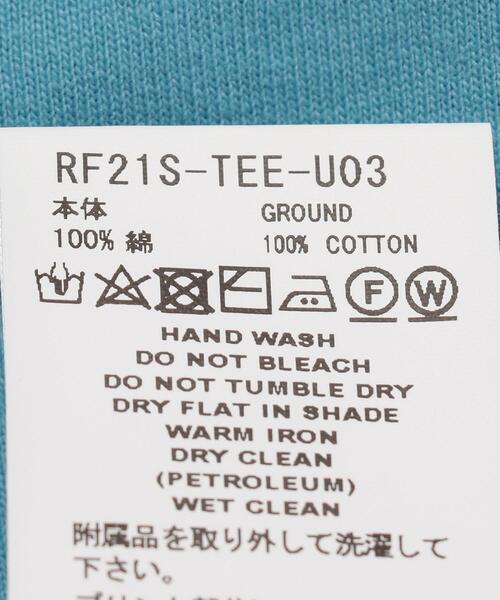 RF21S-TEE-U03
本体 GROUND
100% 綿 100% COTTON
F W
HAND WASH
DO NOT BLEACH
DO NOT TUMBLE DRY
DRY FLAT IN SHADE
WARM IRON
DRY CLEAN
(PETROLEUM)
WET CLEAN
附属品を取り外して洗濯して
下さい。